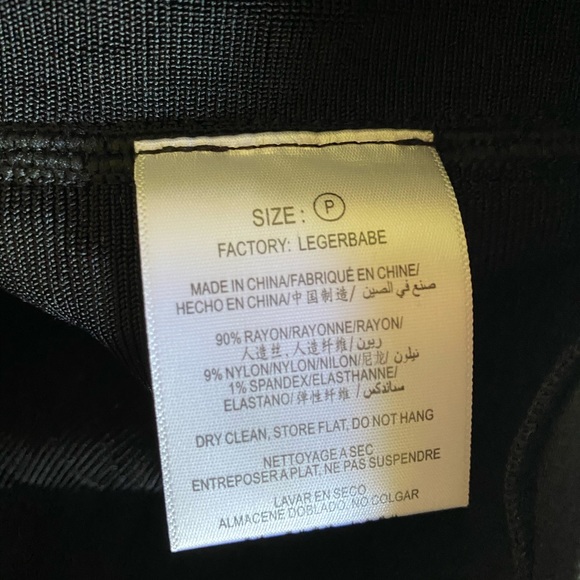 SIZE: P
FACTORY: LEGERBABE
MADE IN CHINA/FABRIQUÉ EN CHINE/
HECHO EN CHINA/中国制造/ صنع في الصين/
90% RAYON/RAYONNE/RAYON/
人造丝、人造纤维/ ريون/
9% NYLON/NYLON/NILON/尼龙/ نيلون/
1% SPANDEX/ELASTHANNE/
ELASTANO/弹性纤维/ سباندكس
DRY CLEAN, STORE FLAT, DO NOT HANG
NETTOYAGE A SEC
ENTREPOSER A PLAT, NE PAS SUSPENDRE
LAVAR EN SECO
ALMACENE DOBLADO, NO COLGAR